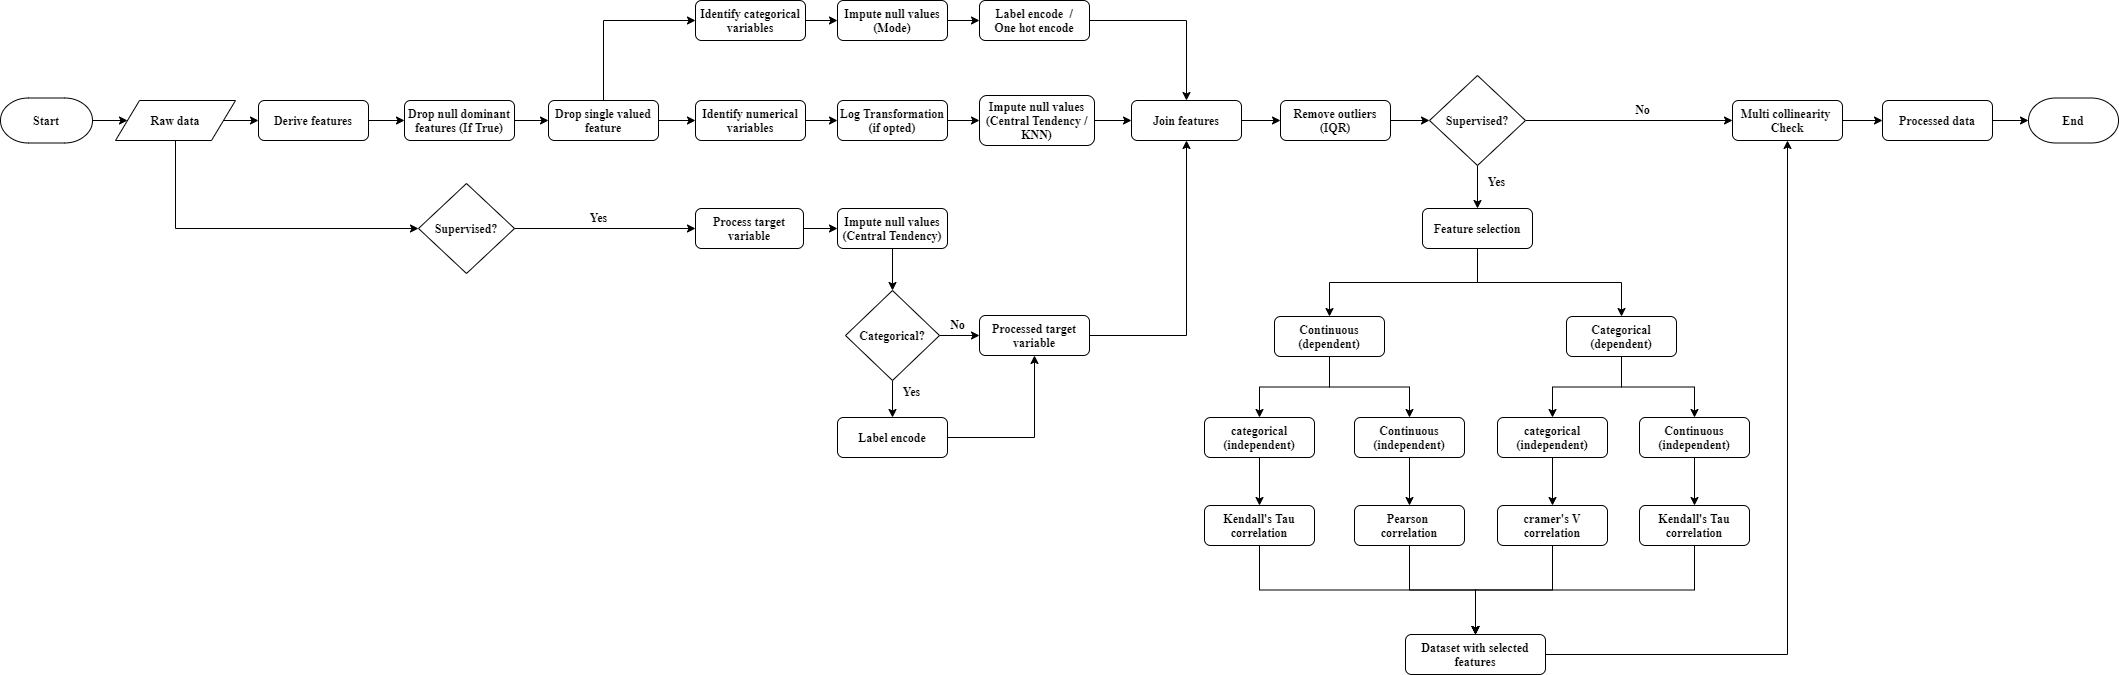 Identify categorical
variables
Impute null values
(Mode)
Label encode  /
One hot encode
Start
Raw data
Derive features
Drop null dominant
features (If True)
Drop single valued
feature
Identify numerical
variables
Log Transformation
(if opted)
Impute null values
(Central Tendency /
KNN)
Join features
Remove outliers
(IQR)
Supervised?
No
Multi collinearity
Check
Processed data
End
Yes
Supervised?
Yes
Process target
variable
Impute null values
(Central Tendency)
Feature selection
Categorical?
No
Processed target
variable
Yes
Label encode
Continuous
(dependent)
Categorical
(dependent)
categorical
(independent)
Continuous
(independent)
categorical
(independent)
Continuous
(independent)
Kendall's Tau
correlation
Pearson
correlation
cramer's V
correlation
Kendall's Tau
correlation
Dataset with selected
features